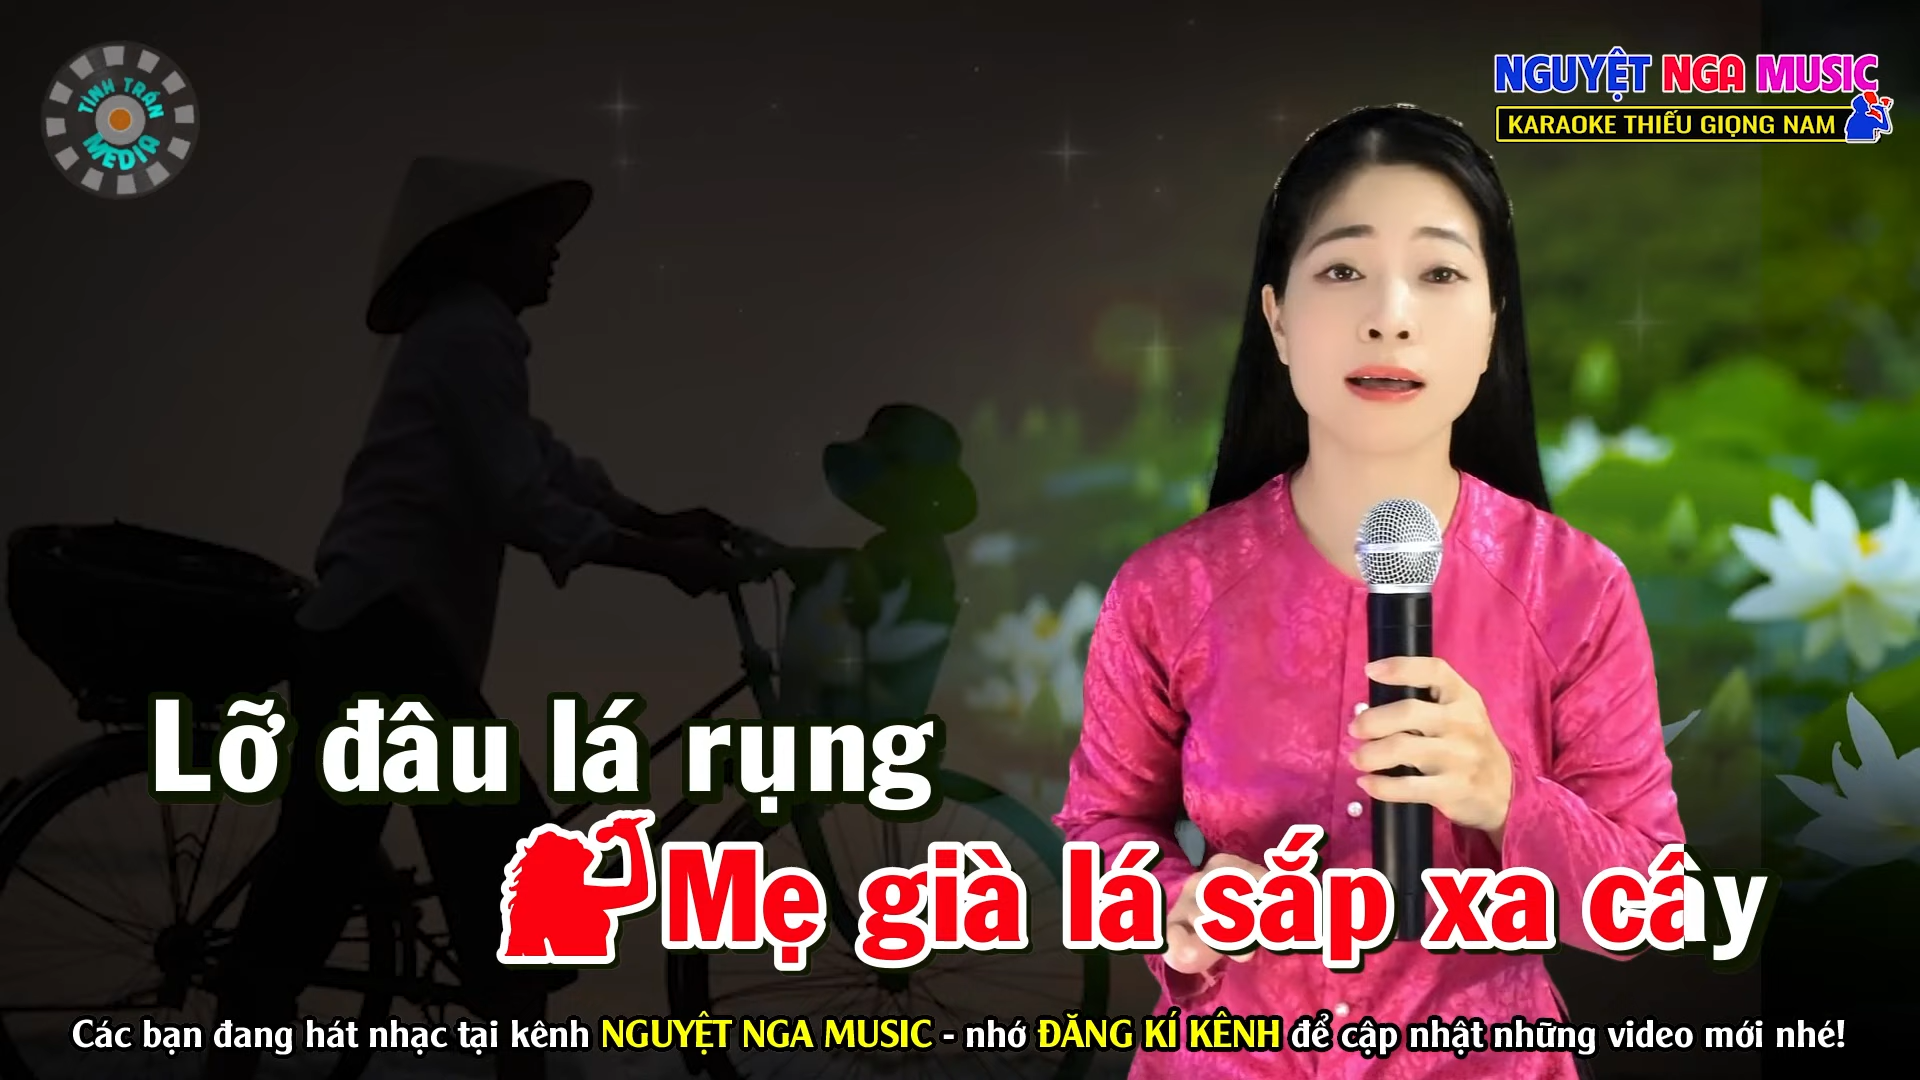 TÌNH TRẦN
MEDIA
NGUYỆT NGA MUSIC
KARAOKE THIẾU GIỌNG NAM
Lỡ đâu lá rụng
Mẹ già lá sắp xa cây
Các bạn đang hát nhạc tại kênh NGUYỆT NGA MUSIC - nhớ ĐĂNG KÍ KÊNH để cập nhật những video mới nhé!